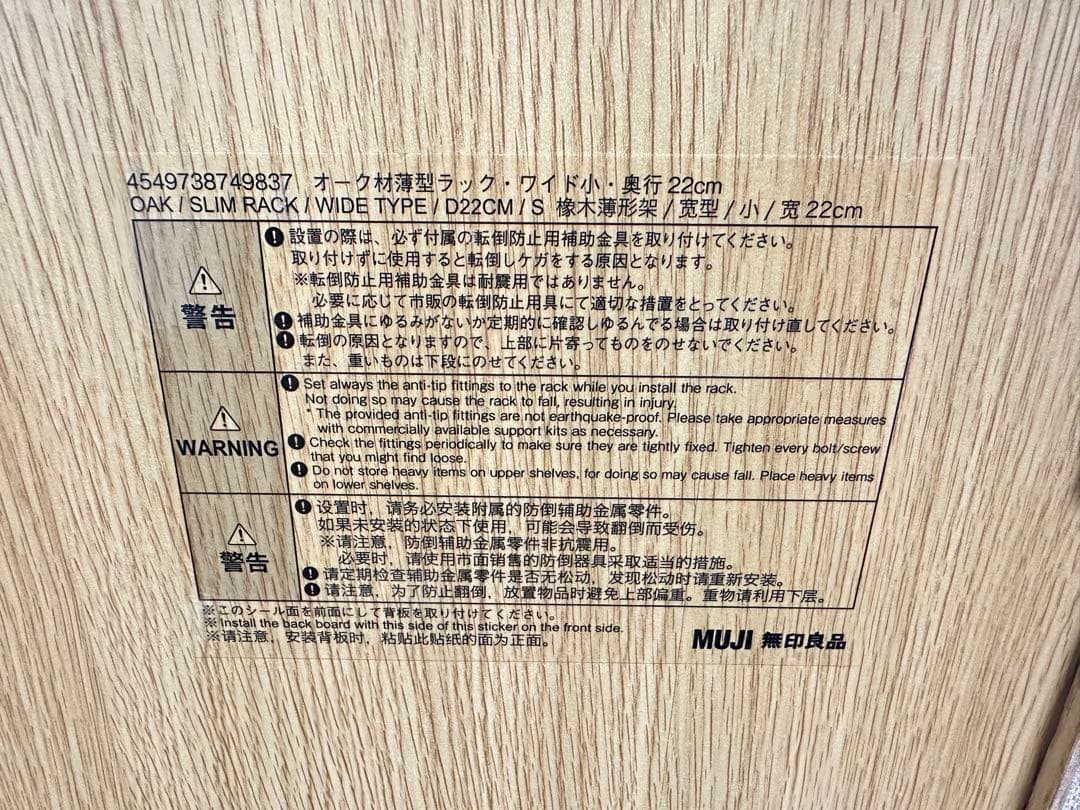 4549738749837 オーク材薄型ラック・ワイド小・奥行22cm
OAK / SLIM RACK / WIDE TYPE / D22CM / S 橡木薄形架 / 宽型 / 小 / 宽 22cm
警告
設置の際は、必ず付属の転倒防止用補助金具を取り付けてください。
取り付けずに使用すると転倒しケガをする原因となります。
※転倒防止用補助金具は耐震用ではありません。
必要に応じて市販の転倒防止用具にて適切な措置をとってください。
補助金具にゆるみがないか定期的に確認しゆるんでる場合は取り付け直してください。
転倒の原因となりますので、上部に片寄ってものをのせないでください。
また、重いものは下段にのせてください。
WARNING
Set always the anti-tip fittings to the rack while you install the rack.
Not doing so may cause the rack to fall, resulting in injury.
* The provided anti-tip fittings are not earthquake-proof. Please take appropriate measures
with commercially available support kits as necessary.
Check the fittings periodically to make sure they are tightly fixed. Tighten every bolt/screw
that you might find loose.
Do not store heavy items on upper shelves, for doing so may cause fall. Place heavy items
on lower shelves.
警告
设置时，请务必安装附属的防倒辅助金属零件。
如果未安装的状态下使用，可能会导致翻倒而受伤。
※请注意，防倒辅助金属零件非抗震用。
必要时，请使用市面销售的防倒器具采取适当的措施。
请定期检查辅助金属零件是否无松动，发现松动时请重新安装。
请注意，为了防止翻倒，放置物品时避免上部偏重。重物请利用下层。
※このシール面を前面にして背板を取り付けてください。
※ Install the back board with this side of this sticker on the front side.
※请注意，安装背板时，粘贴此贴纸的面为正面。
MUJI 無印良品